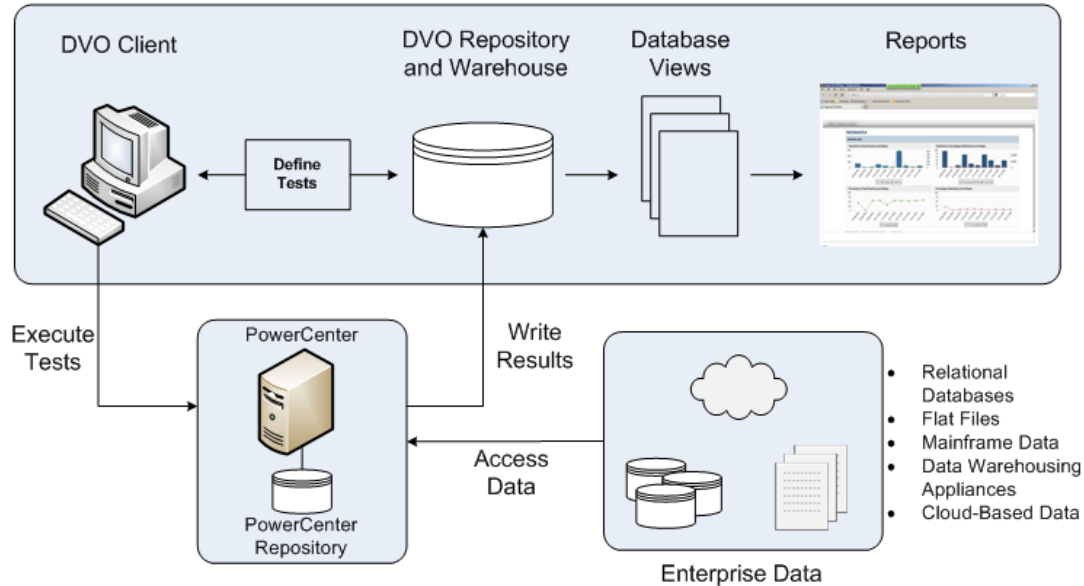 DVO Client
DVO Repository
and Warehouse
Database
Views
Reports
Define
Tests
Execute
Tests
PowerCenter
Write
Results
PowerCenter
Repository
Access
Data
Enterprise Data
• Relational
Databases
• Flat Files
• Mainframe Data
• Data Warehousing
Appliances
• Cloud-Based Data